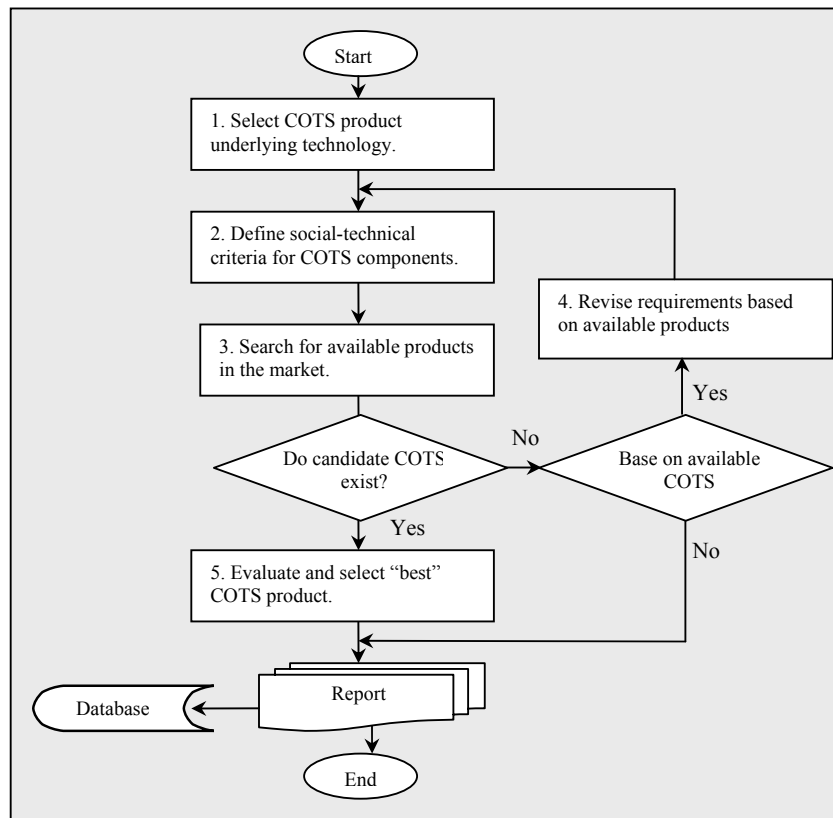 Start
1. Select COTS product
underlying technology.
2. Define social-technical
criteria for COTS components.
4. Revise requirements based
on available products
3. Search for available products
in the market.
Yes
No
Do candidate COTS
exist?
Base on available
COTS
Yes
No
5. Evaluate and select “best”
COTS product.
Report
Database
End